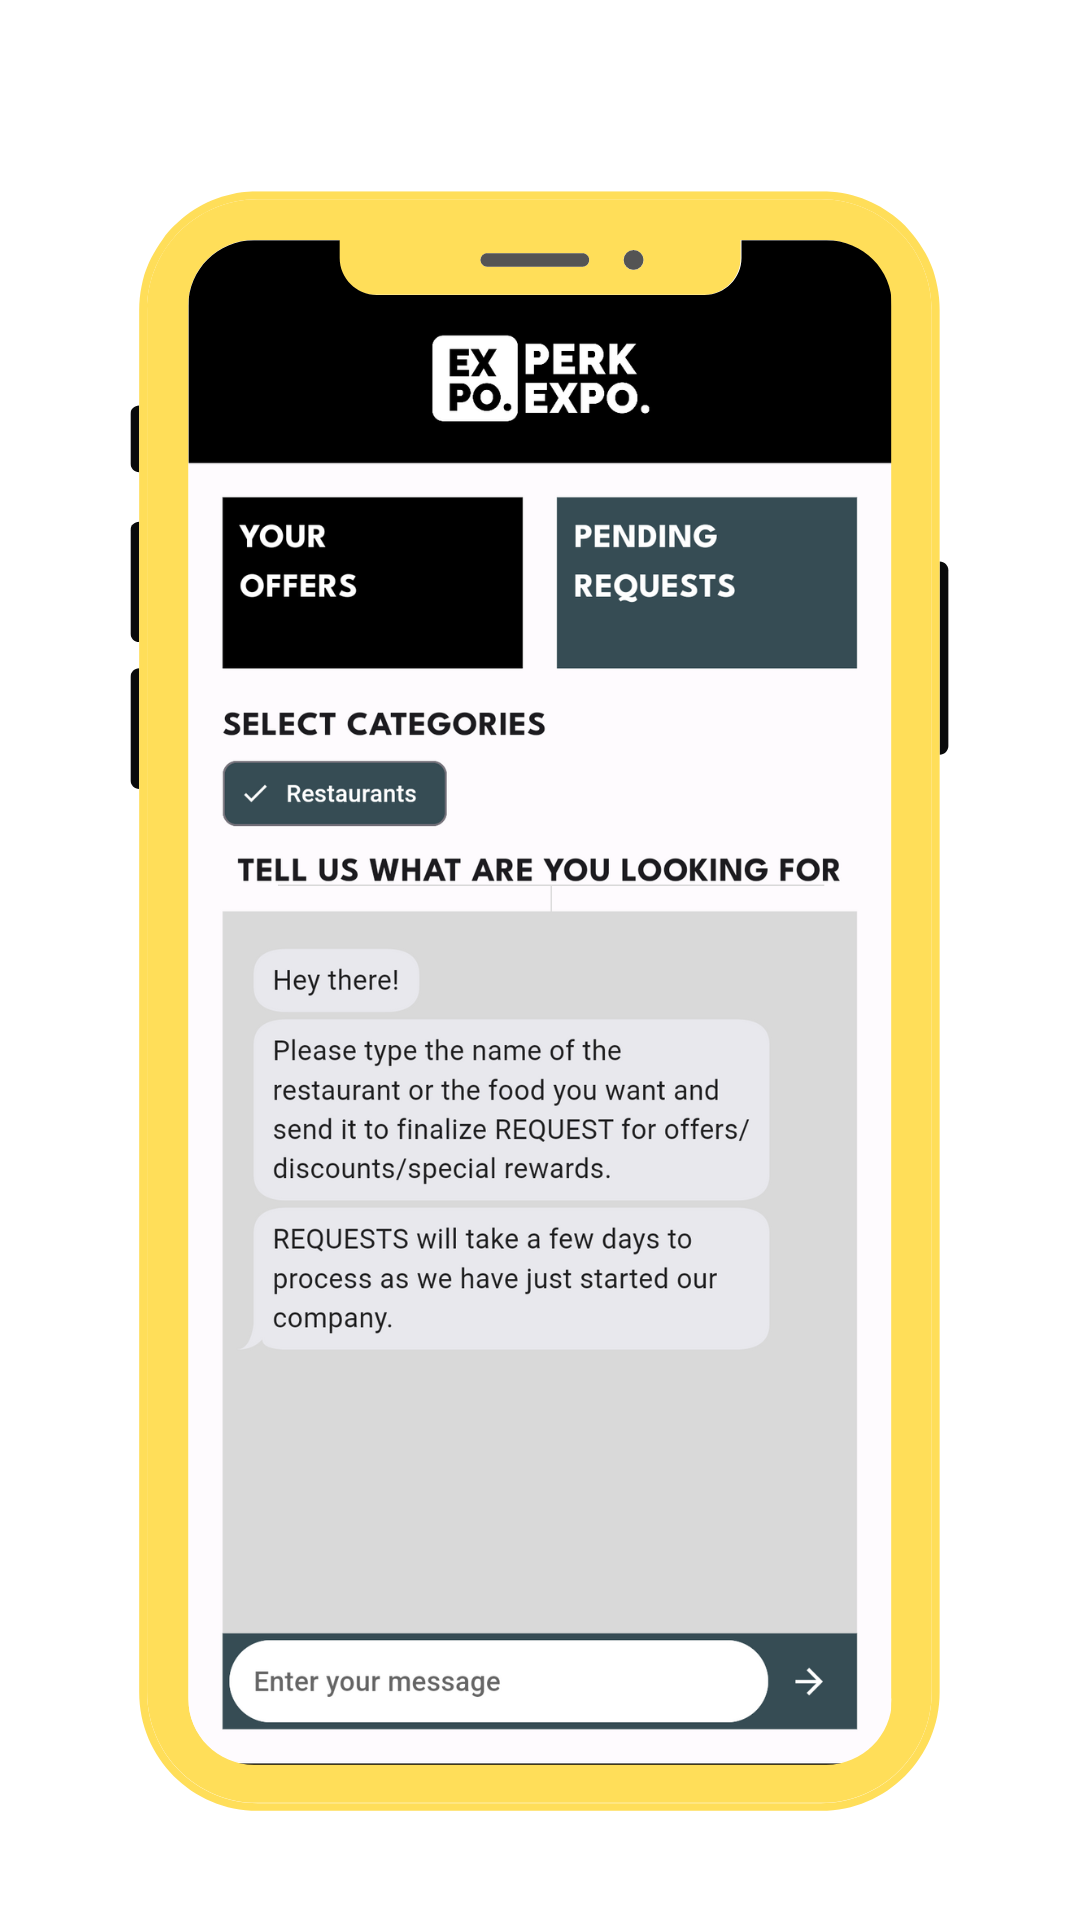 EX
PO.
PERK
EXPO.
YOUR
OFFERS
PENDING
REQUESTS
SELECT CATEGORIES
Restaurants
TELL US WHAT ARE YOU LOOKING FOR
Hey there!
Please type the name of the
restaurant or the food you want and
send it to finalize REQUEST for offers/
discounts/special rewards.
REQUESTS will take a few days to
process as we have just started our
company.
Enter your message